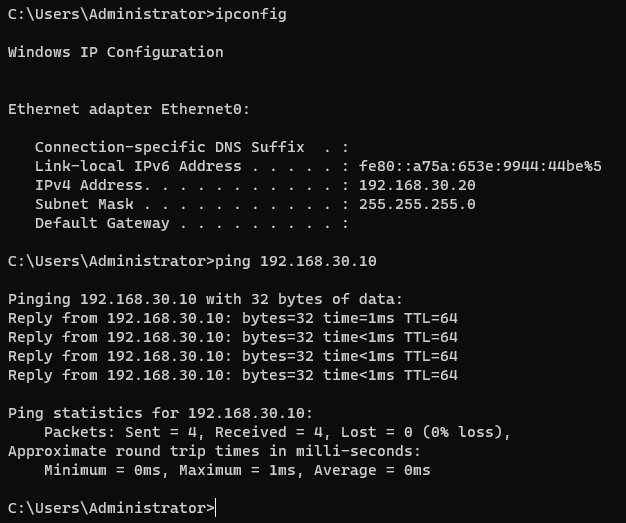 C:\Users\Administrator>ipconfig
Windows IP Configuration
Ethernet adapter Ethernet0:
Connection-specific DNS Suffix  . :
Link-local IPv6 Address . . . . . : fe80::a75a:653e:9944:44be%5
IPv4 Address. . . . . . . . . . . : 192.168.30.20
Subnet Mask . . . . . . . . . . . : 255.255.255.0
Default Gateway . . . . . . . . . :
C:\Users\Administrator>ping 192.168.30.10
Pinging 192.168.30.10 with 32 bytes of data:
Reply from 192.168.30.10: bytes=32 time=1ms TTL=64
Reply from 192.168.30.10: bytes=32 time<1ms TTL=64
Reply from 192.168.30.10: bytes=32 time<1ms TTL=64
Reply from 192.168.30.10: bytes=32 time<1ms TTL=64
Ping statistics for 192.168.30.10:
Packets: Sent = 4, Received = 4, Lost = 0 (0% loss),
Approximate round trip times in milli-seconds:
Minimum = 0ms, Maximum = 1ms, Average = 0ms
C:\Users\Administrator>